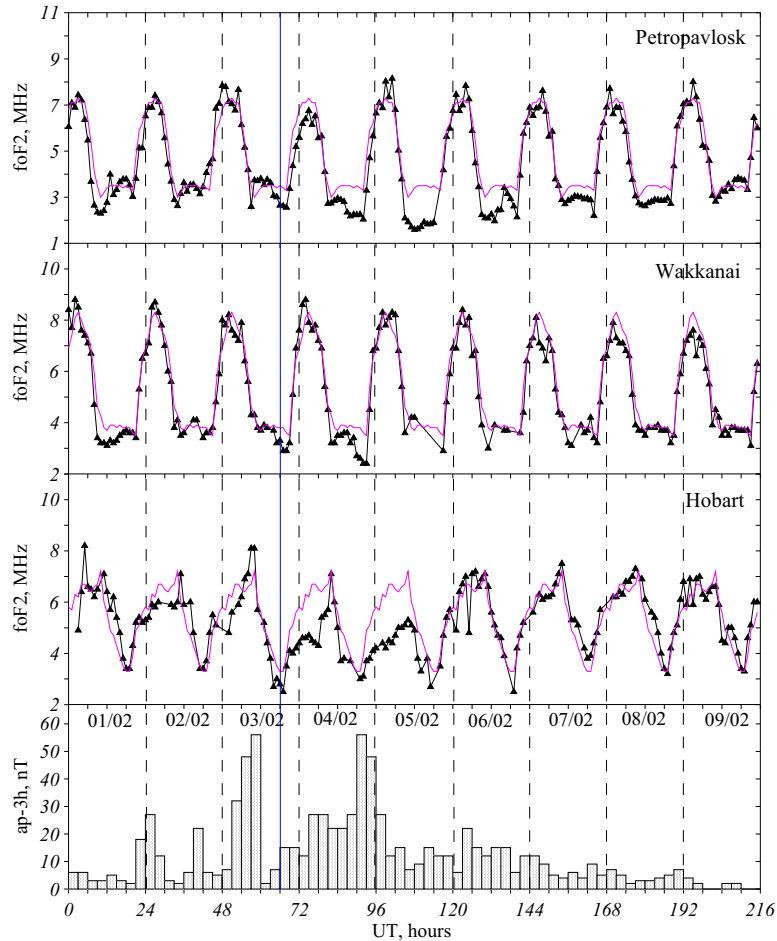 11
9
7
5
3
1
foF2, MHz
Petropavlosk
10
8
6
4
2
foF2, MHz
Wakkanai
10
8
6
4
2
foF2, MHz
Hobart
01/02 02/02 03/02 04/02 05/02 06/02 07/02 08/02 09/02
60
50
40
30
20
10
0
ap-3h, nT
0 24 48 72 96 120 144 168 192 216
UT, hours